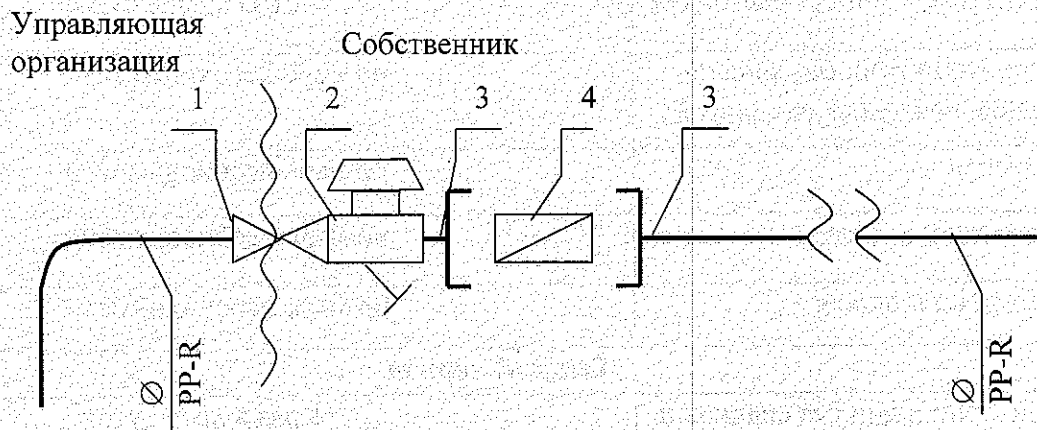 Управляющая
организация
Собственник
1
2
3
4
3
Ø
PP-R
Ø
PP-R